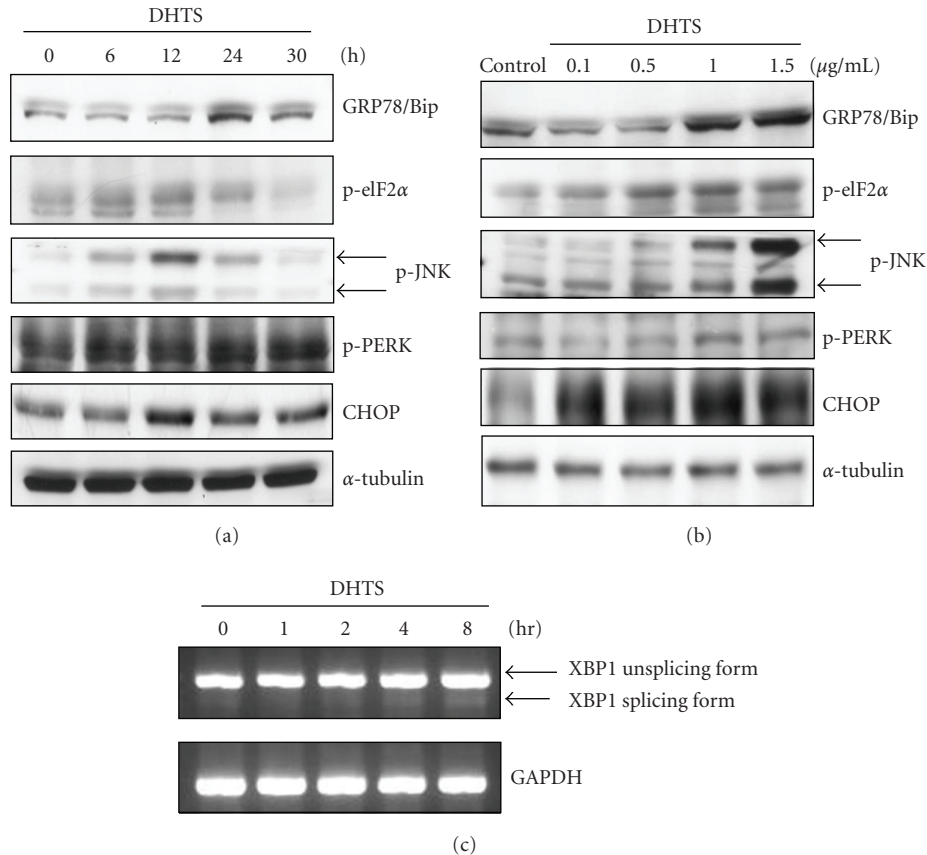 DHTS
0 6 12 24 30 (h)
GRP78/Bip
p-elF2α
p-JNK
p-PERK
CHOP
α-tubulin
(a)
DHTS
Control 0.1 0.5 1 1.5 (μg/mL)
GRP78/Bip
p-elF2α
p-JNK
p-PERK
CHOP
α-tubulin
(b)
DHTS
0 1 2 4 8 (hr)
XBP1 unsplicing form
XBP1 splicing form
GAPDH
(c)